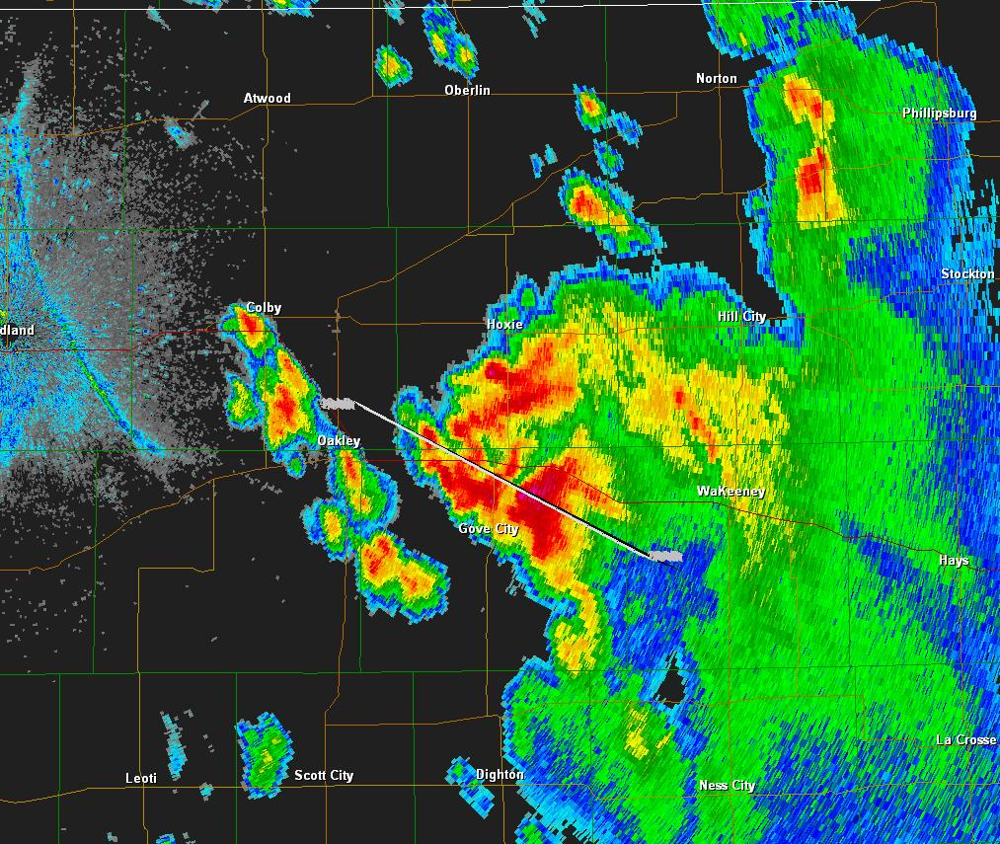 Norton
Oberlin
Atwood
Phillipsburg
Stockton
Colby
Hill City
Hoxie
dland
Oakley
WaKeeney
Gove City
Hays
La Crosse
Scott City
Dighton
Leoti
Ness City